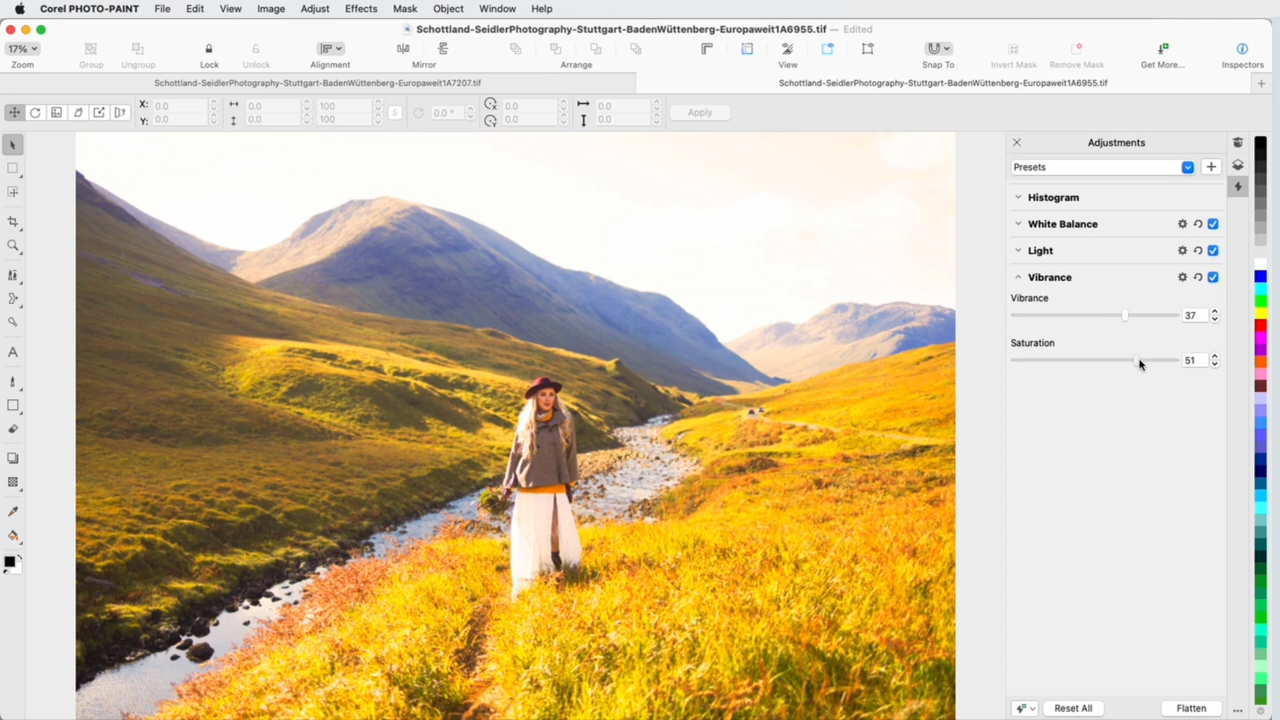 Corel PHOTO-PAINT File Edit View Image Adjust Effects Mask Object Window Help
Schottland-SeidlerPhotography-Stuttgart-BadenWüttenberg-Europaweit1A6955.tif — Edited
17%
Zoom Group Ungroup Lock Unlock Alignment Mirror Arrange View Snap To Invert Mask Remove Mask Get More... Inspectors
Schottland-SeidlerPhotography-Stuttgart-BadenWüttenberg-Europaweit1A7207.tif Schottland-SeidlerPhotography-Stuttgart-BadenWüttenberg-Europaweit1A6955.tif
X: 0.0 0.0 100 0.0 ° 0.0 0.0 Apply
Y: 0.0 0.0 100 0.0 0.0
Adjustments
Presets
Histogram
White Balance
Light
Vibrance
Vibrance
37
Saturation
51
Reset All Flatten